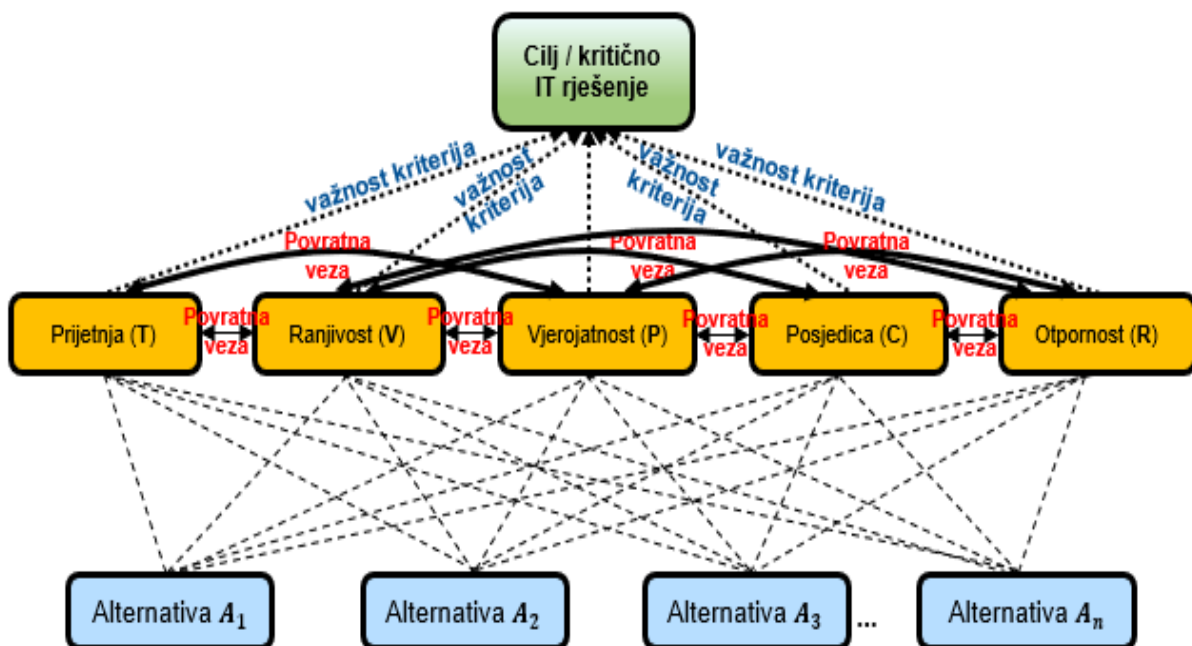 Cilj / kritično
IT rješenje
važnost kriterija
važnost
kriterija
važnost
kriterija
važnost kriterija
Povratna
veza
Povratna
veza
Povratna
veza
Prijetnja (T)
Povratna
veza
Ranjivost (V)
Povratna
veza
Vjerojatnost (P)
Povratna
veza
Posjedica (C)
Povratna
veza
Otpornost (R)
Alternativa A₁
Alternativa A₂
Alternativa A₃
...
Alternativa Aₙ